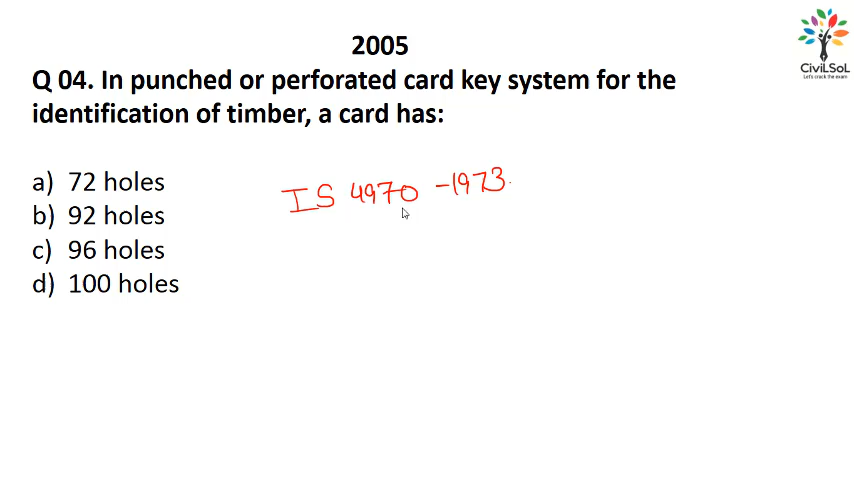 2005
CiViLSoL
Let's crack the exam
Q 04. In punched or perforated card key system for the
identification of timber, a card has:
a) 72 holes
IS 4970 -1973.
b) 92 holes
c) 96 holes
d) 100 holes